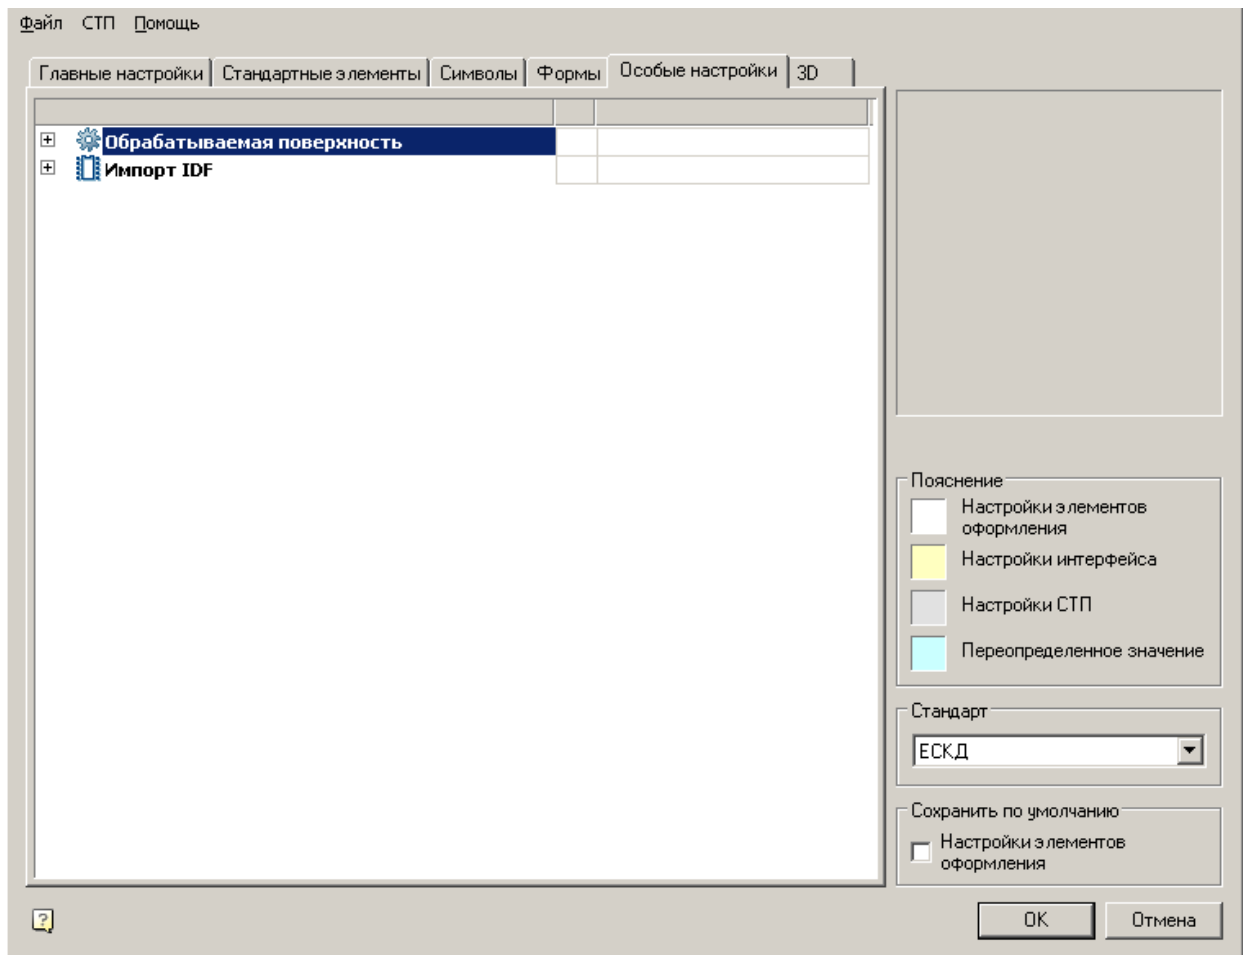 Файл СТП Помощь
Главные настройки Стандартные элементы Символы Формы Особые настройки 3D
Обрабатываемая поверхность
Импорт IDF
Пояснение
Настройки элементов
оформления
Настройки интерфейса
Настройки СТП
Переопределенное значение
Стандарт
ЕСКД
Сохранить по умолчанию
Настройки элементов
оформления
?
OK Отмена